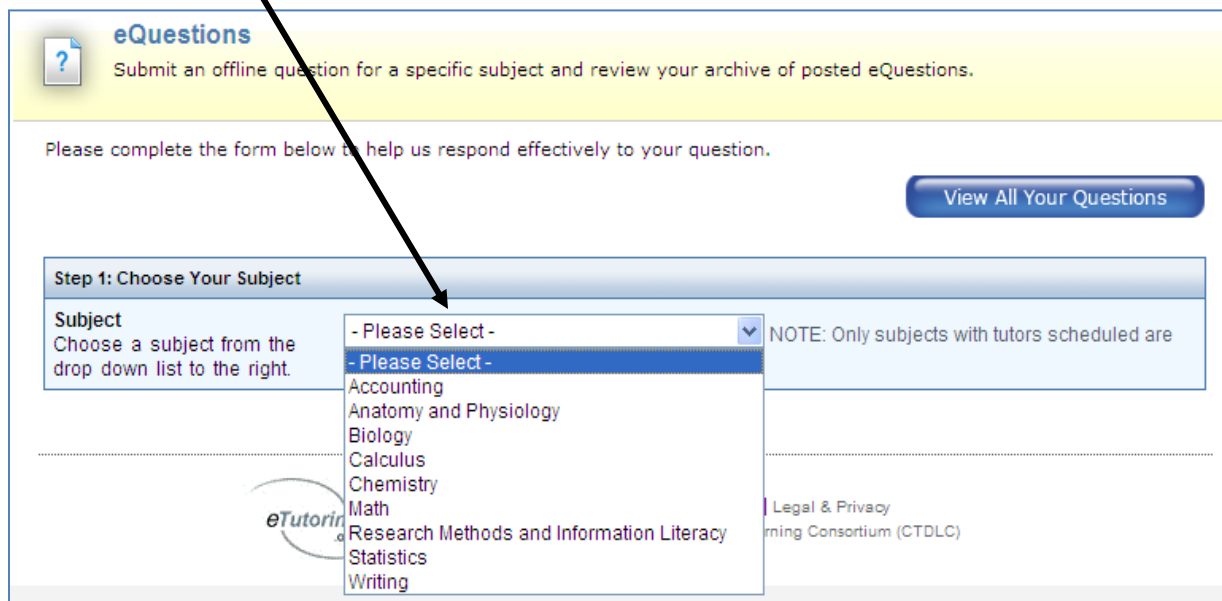 eQuestions
?
Submit an offline question for a specific subject and review your archive of posted eQuestions.
Please complete the form below to help us respond effectively to your question.
View All Your Questions
Step 1: Choose Your Subject
Subject
Choose a subject from the
drop down list to the right.
- Please Select -
NOTE: Only subjects with tutors scheduled are
- Please Select -
Accounting
Anatomy and Physiology
Biology
Calculus
Chemistry
Math
Research Methods and Information Literacy
Statistics
Writing
| Legal & Privacy
Consortium (CTDLC)